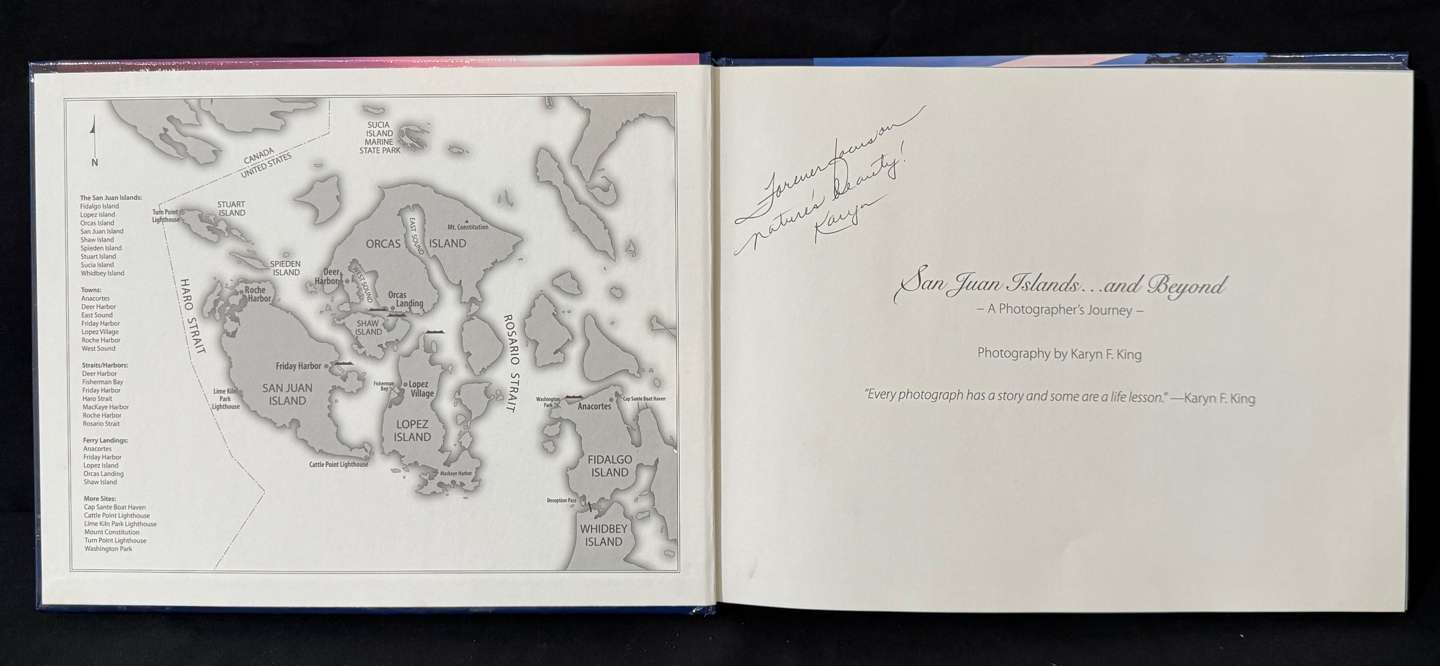 N
CANADA
UNITED STATES
SUCIA
ISLAND
MARINE
STATE PARK
The San Juan Islands:
Fidalgo Island
Lopez Island
Orcas Island
San Juan Island
Shaw Island
Spieden Island
Stuart Island
Sucia Island
Whidbey Island
Towns:
Anacortes
Deer Harbor
East Sound
Friday Harbor
Lopez Village
Roche Harbor
West Sound
Straits/Harbors:
Deer Harbor
Fisherman Bay
Friday Harbor
Haro Strait
MacKaye Harbor
Roche Harbor
Rosario Strait
Ferry Landings:
Anacortes
Friday Harbor
Lopez Island
Orcas Landing
Shaw Island
More Sites:
Cap Sante Boat Haven
Cattle Point Lighthouse
Lime Kiln Park Lighthouse
Mount Constitution
Turn Point Lighthouse
Washington Park
Turn Point
Lighthouse
STUART
ISLAND
SPIEDEN
ISLAND
HARO STRAIT
Roche
Harbor
Deer
Harbor
WEST SOUND
EAST SOUND
ORCAS ISLAND
Mt. Constitution
Orcas
Landing
SHAW
ISLAND
ROSARIO STRAIT
Friday Harbor
SAN JUAN
ISLAND
Lime Kiln
Park
Lighthouse
Fisherman
Bay
Lopez
Village
LOPEZ
ISLAND
Cattle Point Lighthouse
Mackaye Harbor
Washington
Park
Anacortes
Cap Sante Boat Haven
FIDALGO
ISLAND
Deception Pass
WHIDBEY
ISLAND
Forever focus on
nature's beauty!
Karyn
San Juan Islands...and Beyond
– A Photographer's Journey –
Photography by Karyn F. King
"Every photograph has a story and some are a life lesson." —Karyn F. King